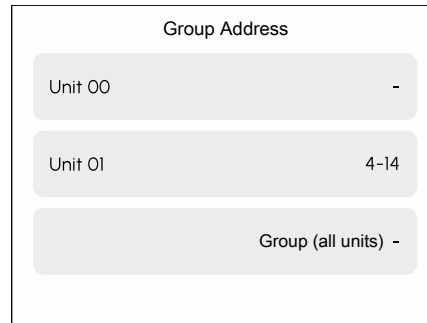 Group Address
Unit 00 -
Unit 01 4-14
Group (all units) -